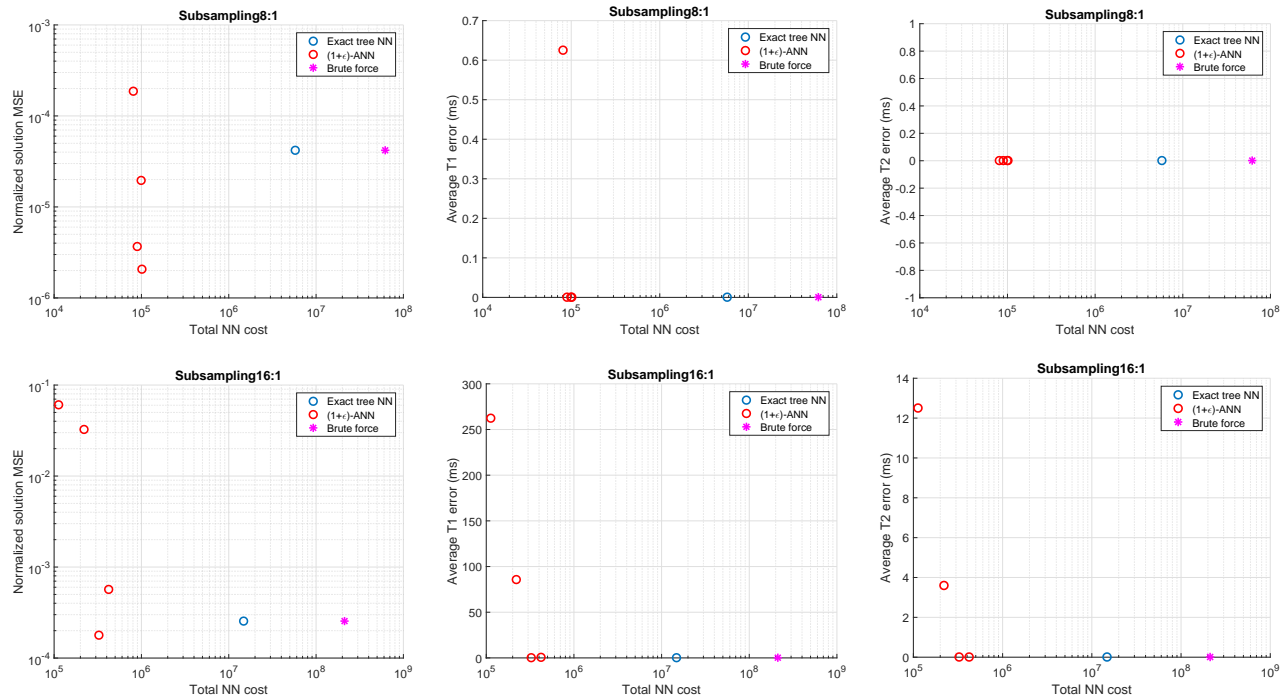 Subsampling8:1
Normalized solution MSE
10^-3
10^-4
10^-5
10^-6
Exact tree NN
(1+ϵ)-ANN
Brute force
10^4 10^5 10^6 10^7 10^8
Total NN cost
Subsampling8:1
Average T1 error (ms)
0.7
0.6
0.5
0.4
0.3
0.2
0.1
0
Exact tree NN
(1+ϵ)-ANN
Brute force
10^4 10^5 10^6 10^7 10^8
Total NN cost
Subsampling8:1
Average T2 error (ms)
1
0.8
0.6
0.4
0.2
0
-0.2
-0.4
-0.6
-0.8
-1
Exact tree NN
(1+ϵ)-ANN
Brute force
10^4 10^5 10^6 10^7 10^8
Total NN cost
Subsampling16:1
Normalized solution MSE
10^-1
10^-2
10^-3
10^-4
Exact tree NN
(1+ϵ)-ANN
Brute force
10^5 10^6 10^7 10^8 10^9
Total NN cost
Subsampling16:1
Average T1 error (ms)
300
250
200
150
100
50
0
Exact tree NN
(1+ϵ)-ANN
Brute force
10^5 10^6 10^7 10^8 10^9
Total NN cost
Subsampling16:1
Average T2 error (ms)
14
12
10
8
6
4
2
0
Exact tree NN
(1+ϵ)-ANN
Brute force
10^5 10^6 10^7 10^8 10^9
Total NN cost